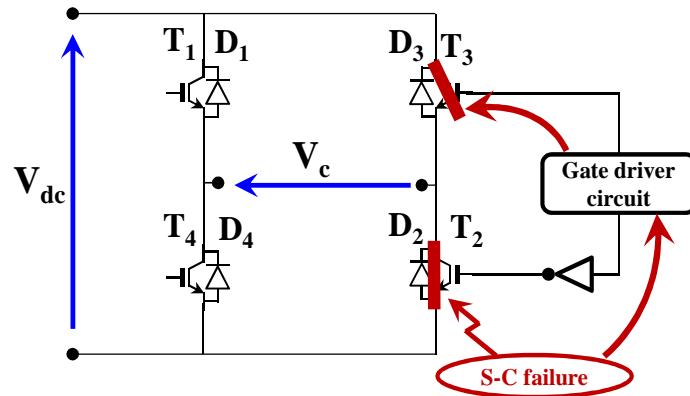 T1 D1
D3 T3
Vdc
Vc
Gate driver
circuit
T4 D4
D2 T2
S-C failure